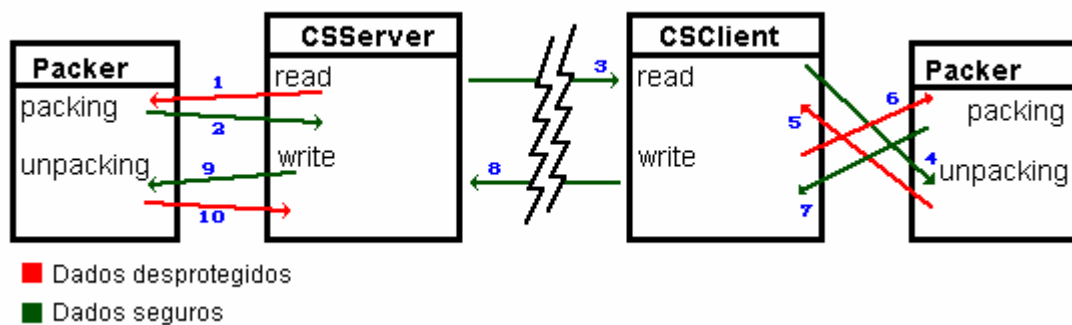 CSServer
CSClient
Packer
Packer
1
read
3
read
6
packing
packing
2
5
write
write
4
unpacking
9
8
unpacking
7
10
Dados desprotegidos
Dados seguros